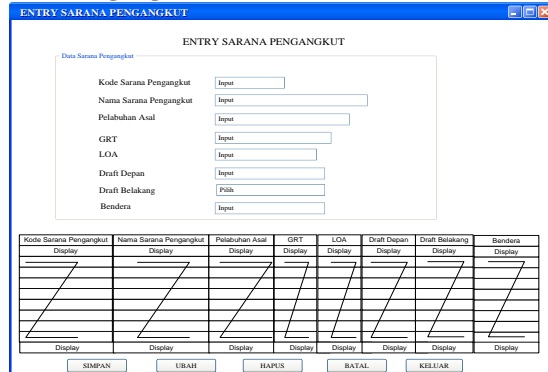 ENTRY SARANA PENGANGKUT
ENTRY SARANA PENGANGKUT
Data Sarana Pengangkut
Kode Sarana Pengangkut Input
Nama Sarana Pengangkut Input
Pelabuhan Asal Input
GRT Input
LOA Input
Draft Depan Input
Draft Belakang Pilih
Bendera Input
Kode Sarana Pengangkut Nama Sarana Pengangkut Pelabuhan Asal GRT LOA Draft Depan Draft Belakang Bendera
Display Display Display Display Display Display Display Display
Display Display Display Display Display Display Display Display
SIMPAN UBAH HAPUS BATAL KELUAR